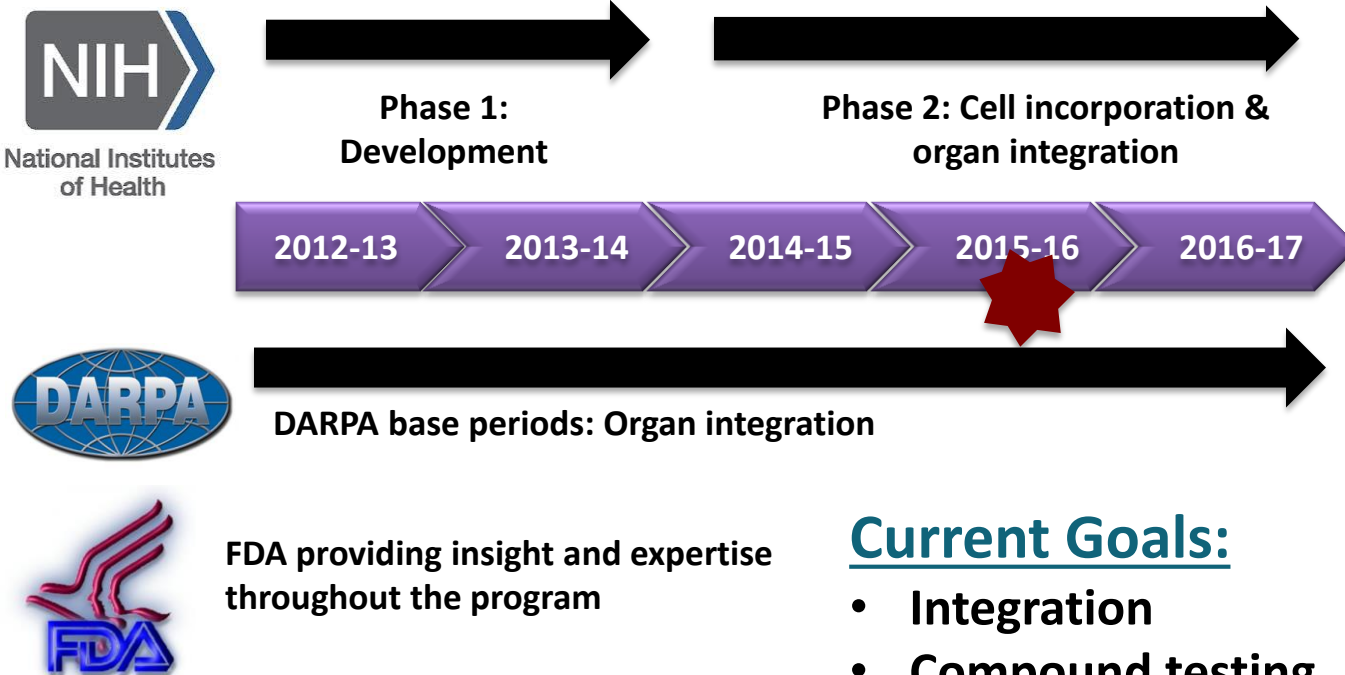 NIH
National Institutes
of Health
Phase 1:
Development
Phase 2: Cell incorporation &
organ integration
2012-13
2013-14
2014-15
2015-16
2016-17
DARPA
DARPA base periods: Organ integration
FDA
FDA providing insight and expertise
throughout the program
Current Goals:
• Integration
• Compound testing